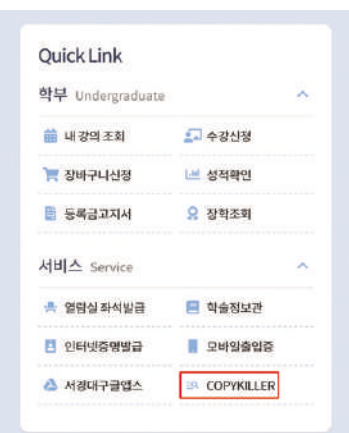 Quick Link
학부 Undergraduate
내 강의 조회 수강신청
장바구니신청 성적확인
등록금고지서 장학조회
서비스 Service
열람실 좌석발급 학술정보관
인터넷증명발급 모바일출입증
서경대구글앱스 COPYKILLER